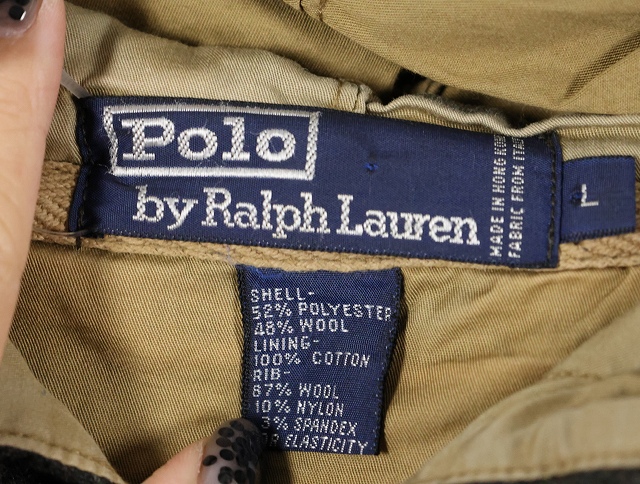 Polo
by Ralph Lauren
MADE IN HONG KONG
FABRIC FROM ITALY
L
SHELL-
52% POLYESTER
48% WOOL
LINING-
100% COTTON
RIB-
87% WOOL
10% NYLON
% SPANDEX
ELASTICITY